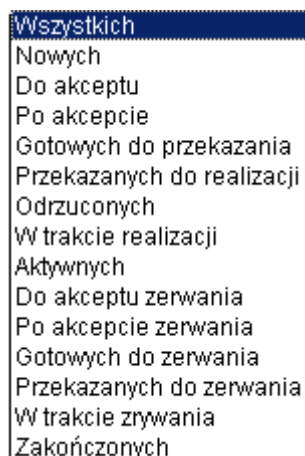 Wszystkich
Nowych
Do akceptu
Po akcepcie
Gotowych do przekazania
Przekazanych do realizacji
Odrzuconych
W trakcie realizacji
Aktywnych
Do akceptu zerwania
Po akcepcie zerwania
Gotowych do zerwania
Przekazanych do zerwania
W trakcie zrywania
Zakończonych